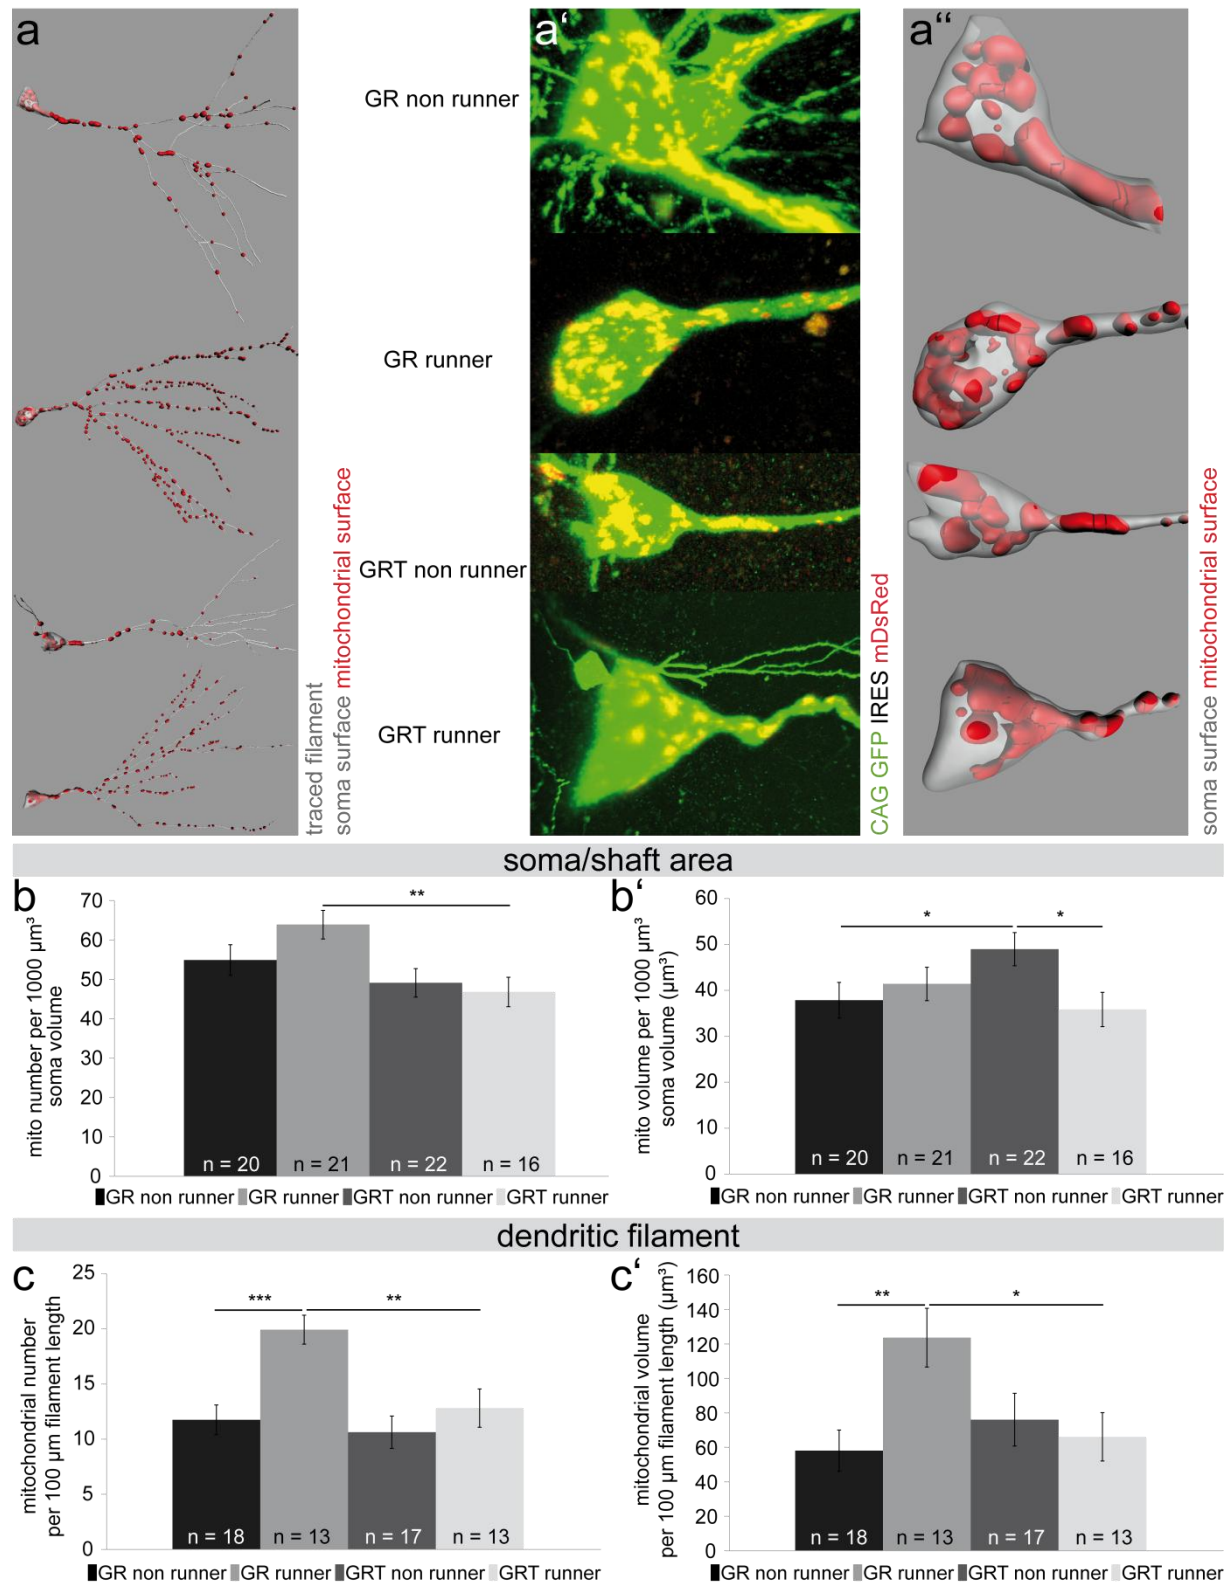 a
a‘
a‘‘
GR non runner
GR runner
GRT non runner
GRT runner
traced filament
soma surface mitochondrial surface
CAG GFP IRES mDsRed
soma surface mitochondrial surface
soma/shaft area
b
mito number per 1000 µm³
soma volume
70
60
50
40
30
20
10
0
**
n = 20
n = 21
n = 22
n = 16
GR non runner GR runner GRT non runner GRT runner
b‘
mito volume per 1000 µm³
soma volume (µm³)
60
50
40
30
20
10
0
*
*
n = 20
n = 21
n = 22
n = 16
GR non runner GR runner GRT non runner GRT runner
dendritic filament
c
mitochondrial number
per 100 µm filament length
25
20
15
10
5
0
***
**
n = 18
n = 13
n = 17
n = 13
GR non runner GR runner GRT non runner GRT runner
c‘
mitochondrial volume
per 100 µm filament length (µm³)
160
140
120
100
80
60
40
20
0
**
*
n = 18
n = 13
n = 17
n = 13
GR non runner GR runner GRT non runner GRT runner